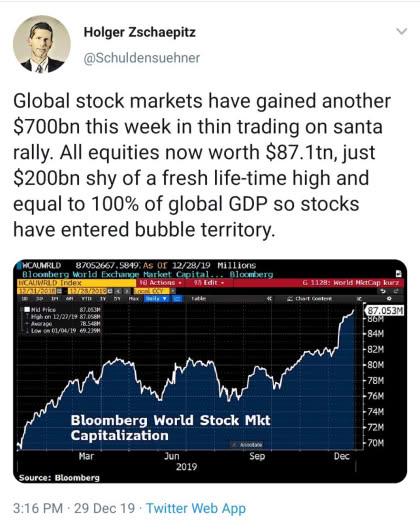 Holger Zschaepitz
@Schuldensuehner
Global stock markets have gained another
$700bn this week in thin trading on santa
rally. All equities now worth $87.1tn, just
$200bn shy of a fresh life-time high and
equal to 100% of global GDP so stocks
have entered bubble territory.
WCAUWRLD 87052667.5849 As Of 12/28/19 Millions
Bloomberg World Exchange Market Capital... Bloomberg
WCAUWRLD Index Actions Edit G 1128: World MktCap kurz
12/31/2018 12/28/2019 Local CCY
1D 3D 1M 6M YTD 1Y 5Y Max Daily Table Chart Content
Mid Price 87.053M
High on 12/27/19 87.058M
Average 78.548M
Low on 01/04/19 69.239M
87.053M
86M
84M
82M
80M
78M
76M
74M
72M
70M
Bloomberg World Stock Mkt
Capitalization
Annotate
Mar Jun Sep Dec
2019
Source: Bloomberg
3:16 PM · 29 Dec 19 · Twitter Web App